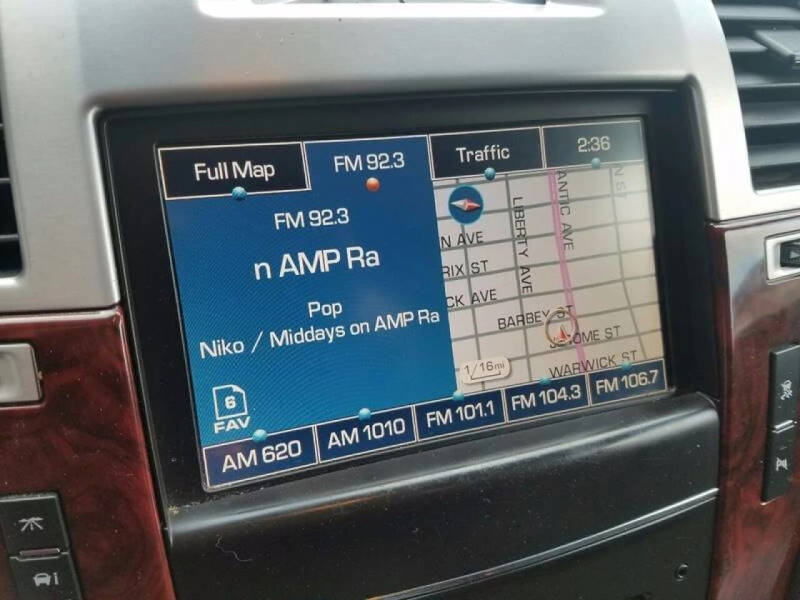 Full Map
FM 92.3
Traffic
2:36
FM 92.3
n AMP Ra
Pop
Niko / Middays on AMP Ra
6
FAV
N AVE
RIX ST
CK AVE
LIBERTY AVE
ANTIC AVE
N ST
BARBEY ST
ST
WARWICK ST
1/16mi
AM 620
AM 1010
FM 101.1
FM 104.3
FM 106.7